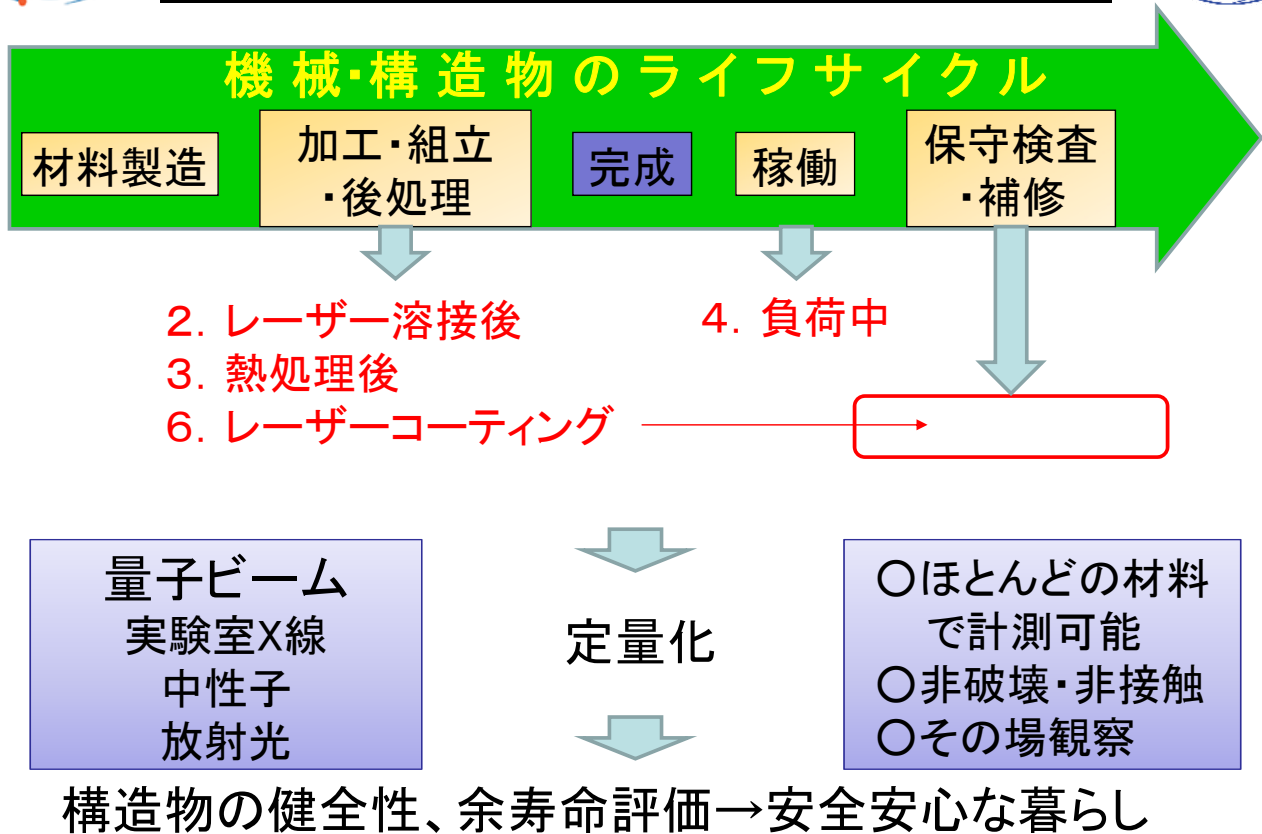 機械・構造物のライフサイクル
材料製造
加工・組立
・後処理
完成
稼働
保守検査
・補修
2. レーザー溶接後
3. 熱処理後
6. レーザーコーティング
4. 負荷中
量子ビーム
実験室X線
中性子
放射光
定量化
○ほとんどの材料
で計測可能
○非破壊・非接触
○その場観察
構造物の健全性、余寿命評価→安全安心な暮らし